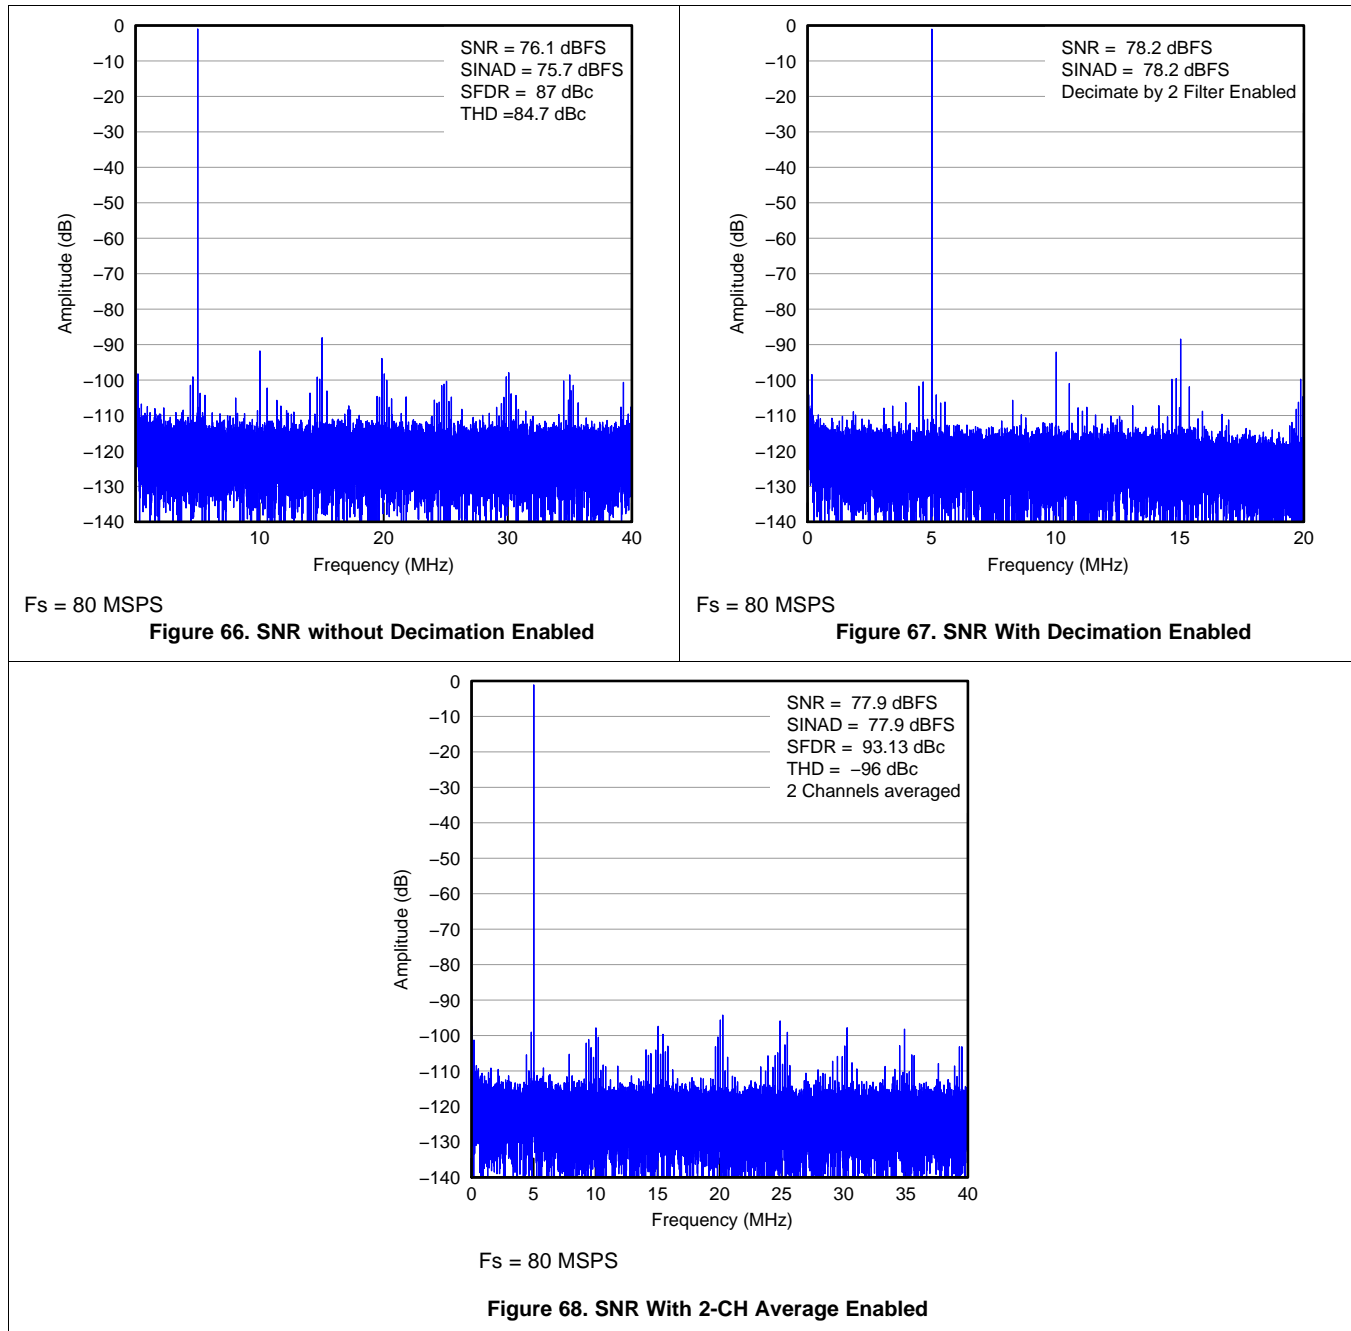 0
−10
−20
−30
−40
−50
−60
−70
−80
−90
−100
−110
−120
−130
−140
Amplitude (dB)
SNR = 76.1 dBFS
SINAD = 75.7 dBFS
SFDR = 87 dBc
THD =84.7 dBc
10 20 30 40
Frequency (MHz)
Fs = 80 MSPS
Figure 66. SNR without Decimation Enabled
0
−10
−20
−30
−40
−50
−60
−70
−80
−90
−100
−110
−120
−130
−140
Amplitude (dB)
SNR = 78.2 dBFS
SINAD = 78.2 dBFS
Decimate by 2 Filter Enabled
0 5 10 15 20
Frequency (MHz)
Fs = 80 MSPS
Figure 67. SNR With Decimation Enabled
0
−10
−20
−30
−40
−50
−60
−70
−80
−90
−100
−110
−120
−130
−140
Amplitude (dB)
SNR = 77.9 dBFS
SINAD = 77.9 dBFS
SFDR = 93.13 dBc
THD = −96 dBc
2 Channels averaged
0 5 10 15 20 25 30 35 40
Frequency (MHz)
Fs = 80 MSPS
Figure 68. SNR With 2-CH Average Enabled